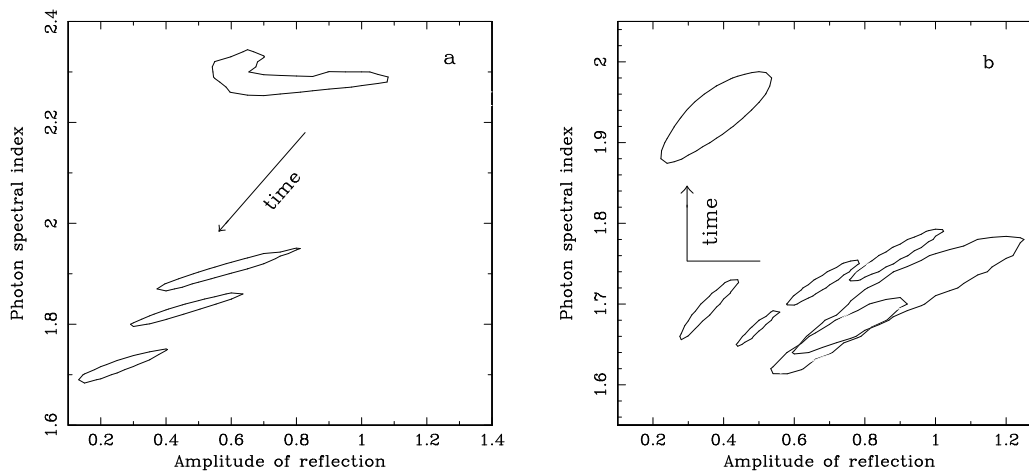 a
time
Photon spectral index
1.6
1.8
2
2.2
2.4
0.2
0.4
0.6
0.8
1
1.2
1.4
Amplitude of reflection
b
time
Photon spectral index
1.6
1.7
1.8
1.9
2
0.2
0.4
0.6
0.8
1
1.2
Amplitude of reflection